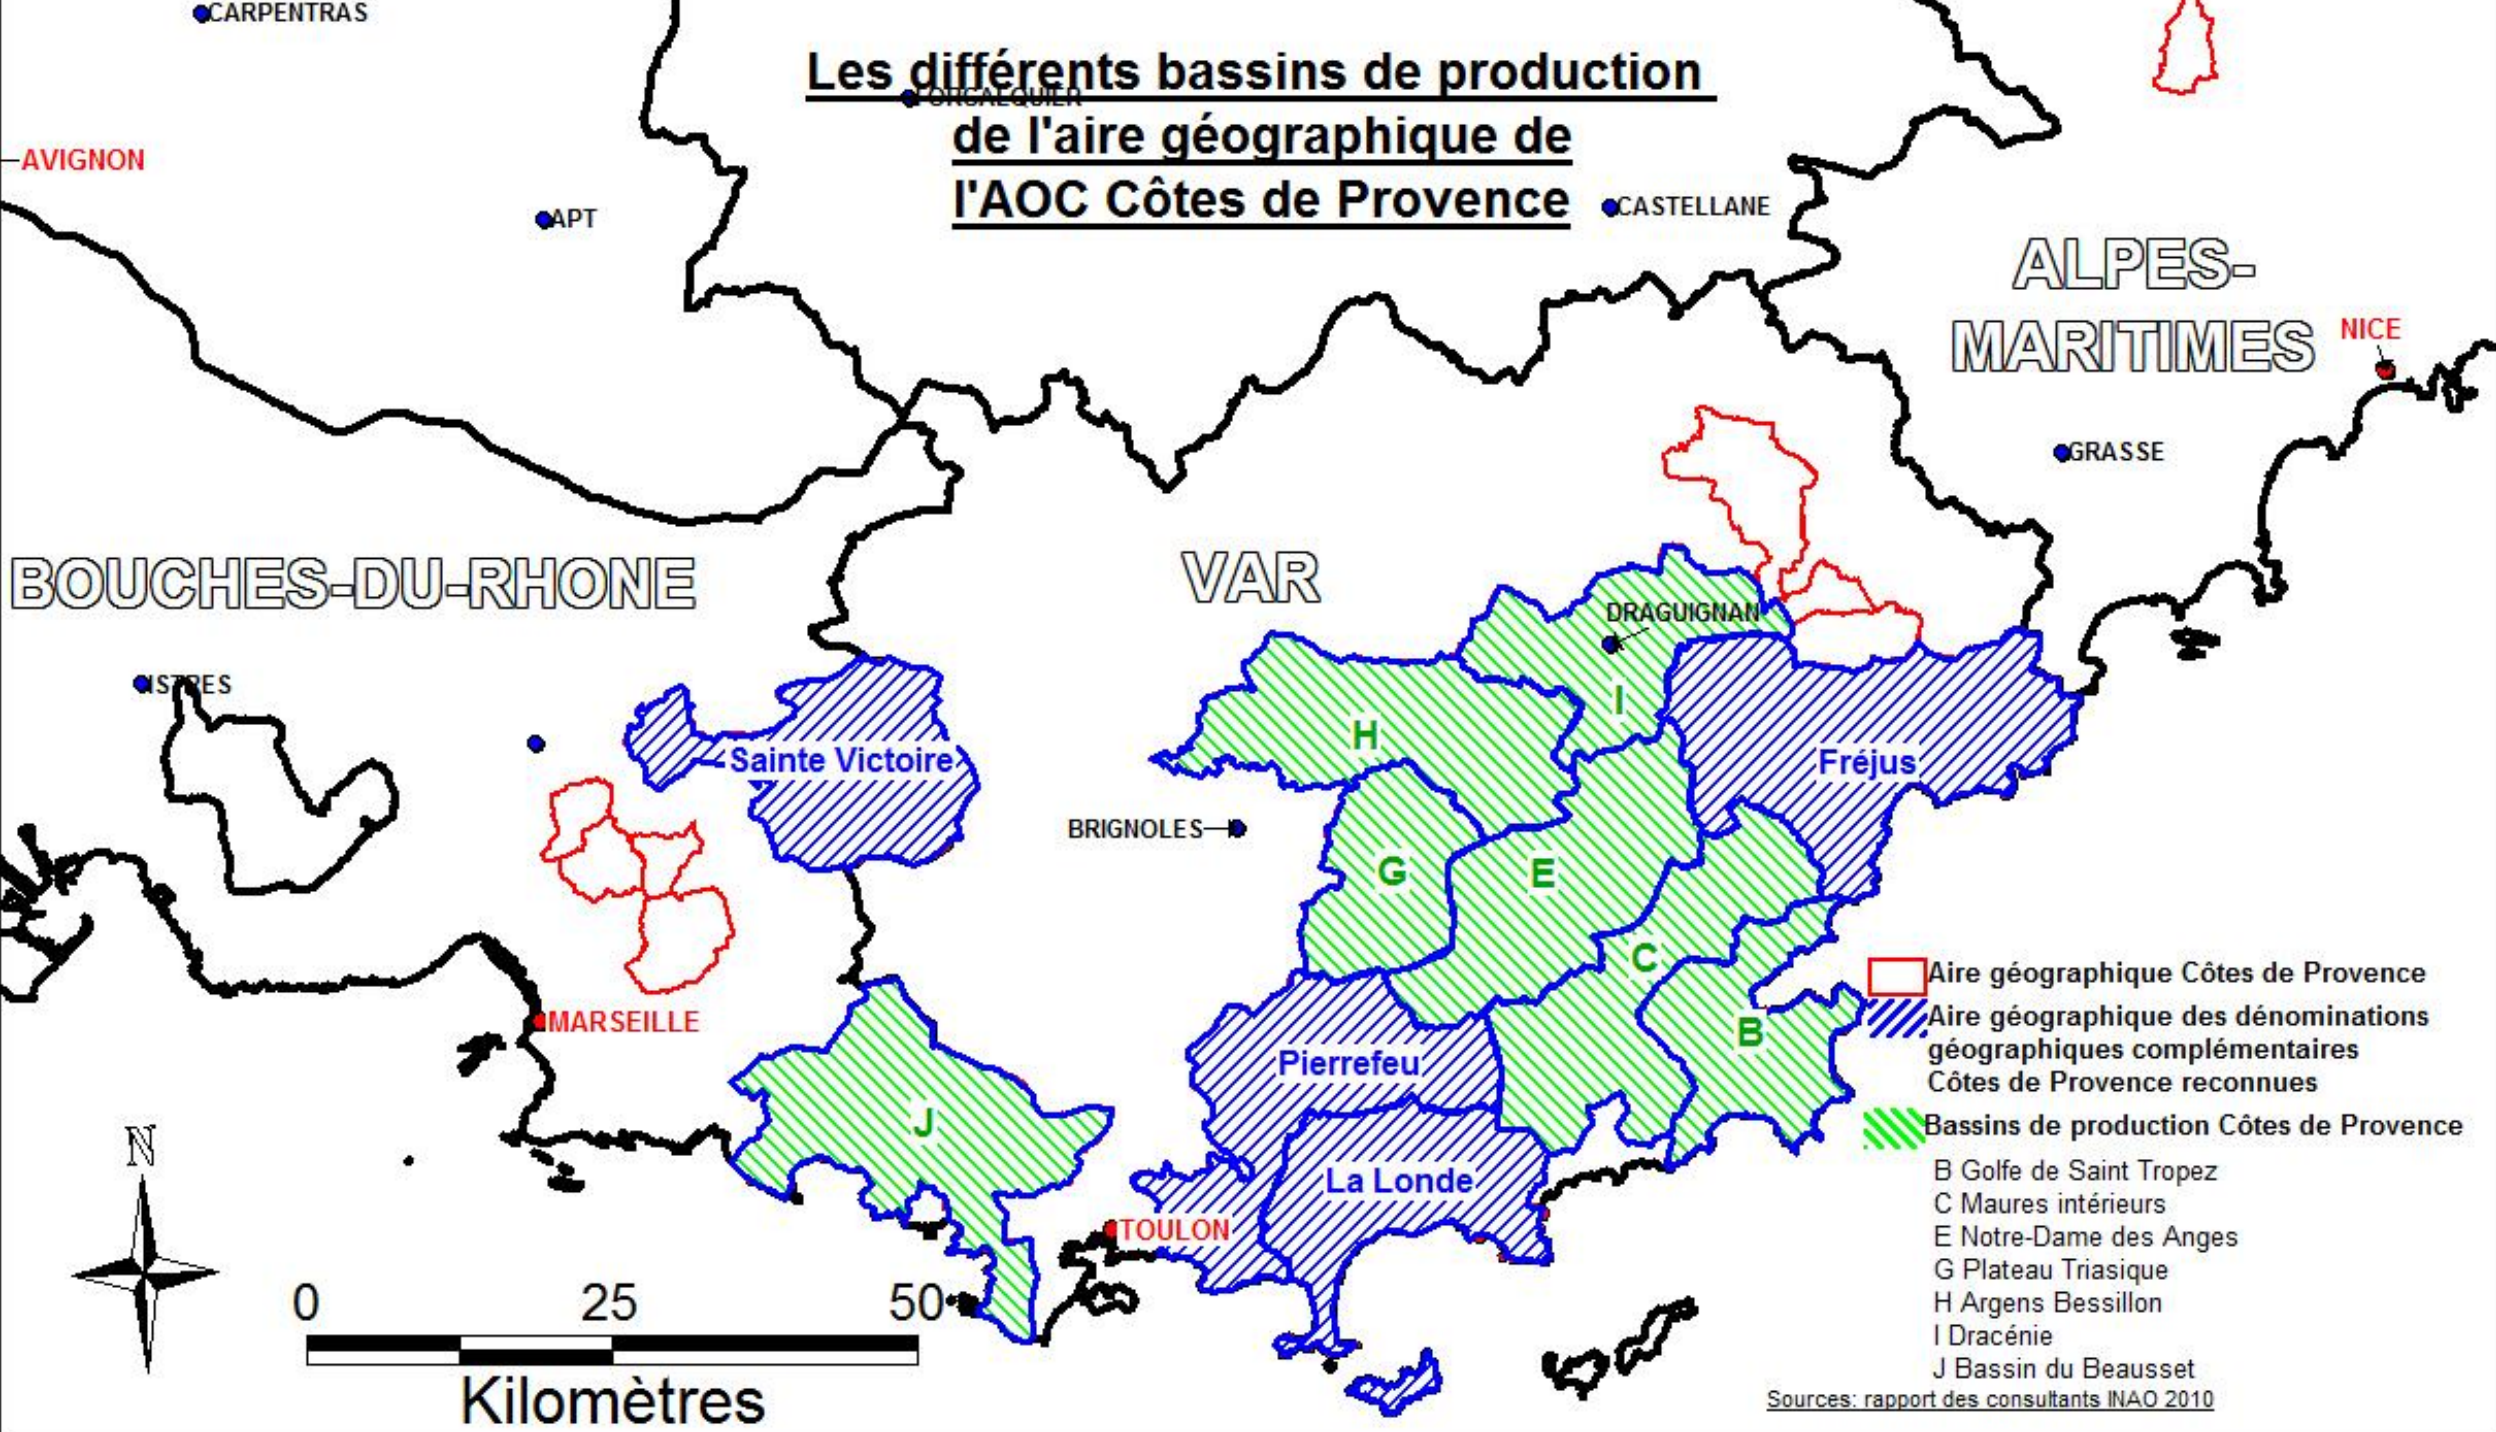 CARPENTRAS
Les différents bassins de production
FORCALQUIER
de l'aire géographique de
l'AOC Côtes de Provence
AVIGNON
APT
CASTELLANE
ALPES-
MARITIMES
NICE
GRASSE
BOUCHES-DU-RHONE
VAR
DRAGUIGNAN
ISTRES
I
H
Sainte Victoire
Fréjus
BRIGNOLES
G
E
C
B
MARSEILLE
Pierrefeu
J
La Londe
TOULON
N
0 25 50
Kilomètres
Aire géographique Côtes de Provence
Aire géographique des dénominations
géographiques complémentaires
Côtes de Provence reconnues
Bassins de production Côtes de Provence
B Golfe de Saint Tropez
C Maures intérieurs
E Notre-Dame des Anges
G Plateau Triasique
H Argens Bessillon
I Dracénie
J Bassin du Beausset
Sources: rapport des consultants INAO 2010